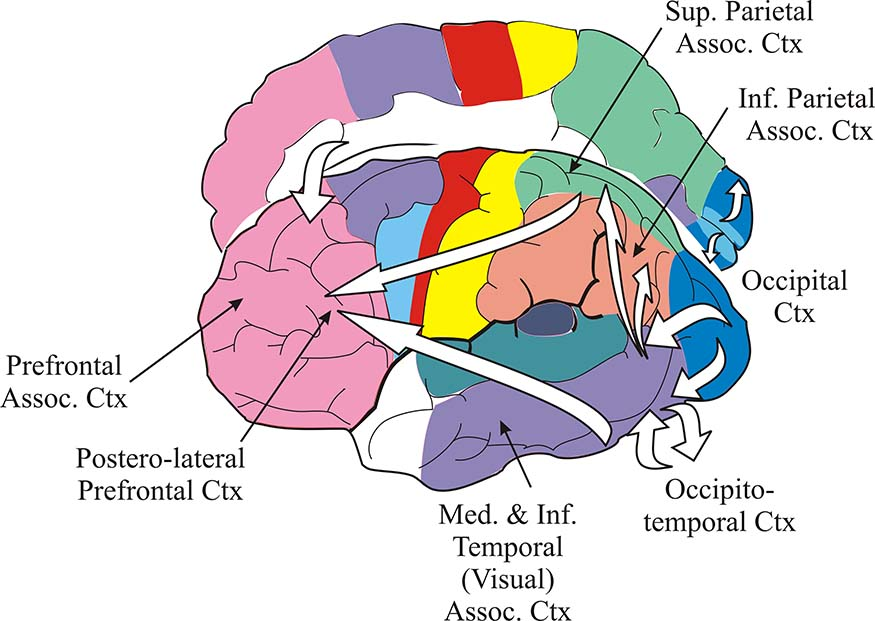 Sup. Parietal
Assoc. Ctx
Inf. Parietal
Assoc. Ctx
Occipital
Ctx
Prefrontal
Assoc. Ctx
Postero-lateral
Prefrontal Ctx
Med. & Inf.
Temporal
(Visual)
Assoc. Ctx
Occipito-
temporal Ctx